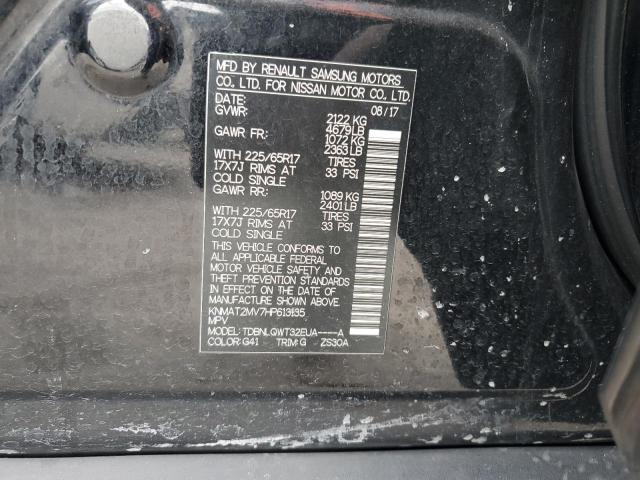 MFD BY RENAULT SAMSUNG MOTORS
CO., LTD. FOR NISSAN MOTOR CO., LTD.
DATE: 08/17
GVWR: 2122 KG
4679 LB
GAWR FR: 1072 KG
2363 LB
WITH 225/65R17 TIRES
17X7J RIMS AT 33 PSI
COLD SINGLE
GAWR RR: 1089 KG
2401 LB
WITH 225/65R17 TIRES
17X7J RIMS AT 33 PSI
COLD SINGLE
THIS VEHICLE CONFORMS TO
ALL APPLICABLE FEDERAL
MOTOR VEHICLE SAFETY AND
THEFT PREVENTION STANDARDS
IN EFFECT ON THE DATE OF
MANUFACTURE SHOWN ABOVE.
KNMAT2MV7HP613135
MPV
MODEL: TDBNLQWT32EUA----A
COLOR: G41 TRIM: G ZS30A